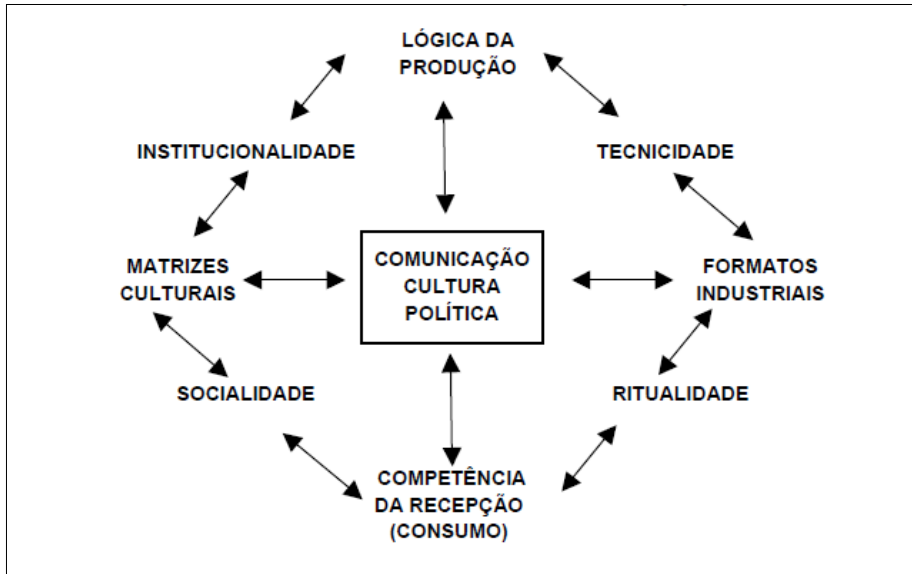 LÓGICA DA
PRODUÇÃO
INSTITUCIONALIDADE
TECNICIDADE
MATRIZES
CULTURAIS
COMUNICAÇÃO
CULTURA
POLÍTICA
FORMATOS
INDUSTRIAIS
SOCIALIDADE
RITUALIDADE
COMPETÊNCIA
DA RECEPÇÃO
(CONSUMO)